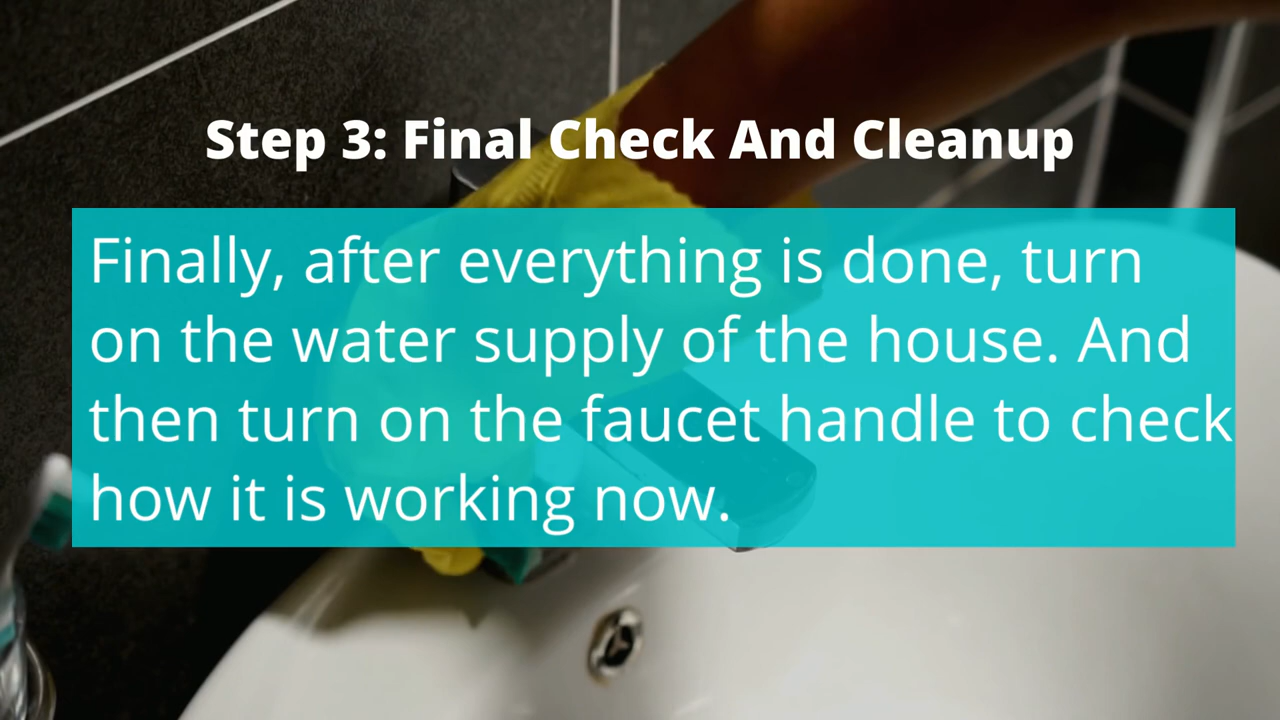 Step 3: Final Check And Cleanup
Finally, after everything is done, turn
on the water supply of the house. And
then turn on the faucet handle to check
how it is working now.